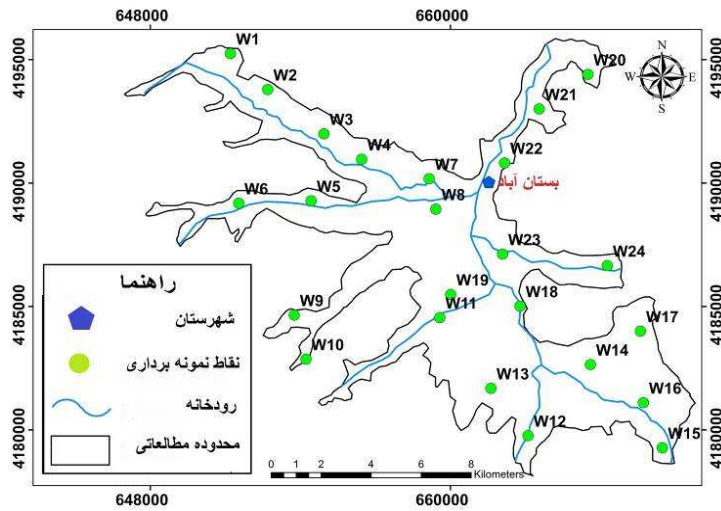 648000
660000
4195000
4190000
4185000
4180000
W1
W2
W3
W4
W7
W8
W5
W6
W20
W21
W22
بستان آباد
W23
W24
W9
W10
W19
W11
W18
W17
W14
W13
W16
W12
W15
N
W
E
S
4195000
4190000
4185000
4180000
راهنما
شهرستان
نقاط نمونه برداری
رودخانه
محدوده مطالعاتی
0 0.5 1 2 4 6 8
Kilometers
648000
660000